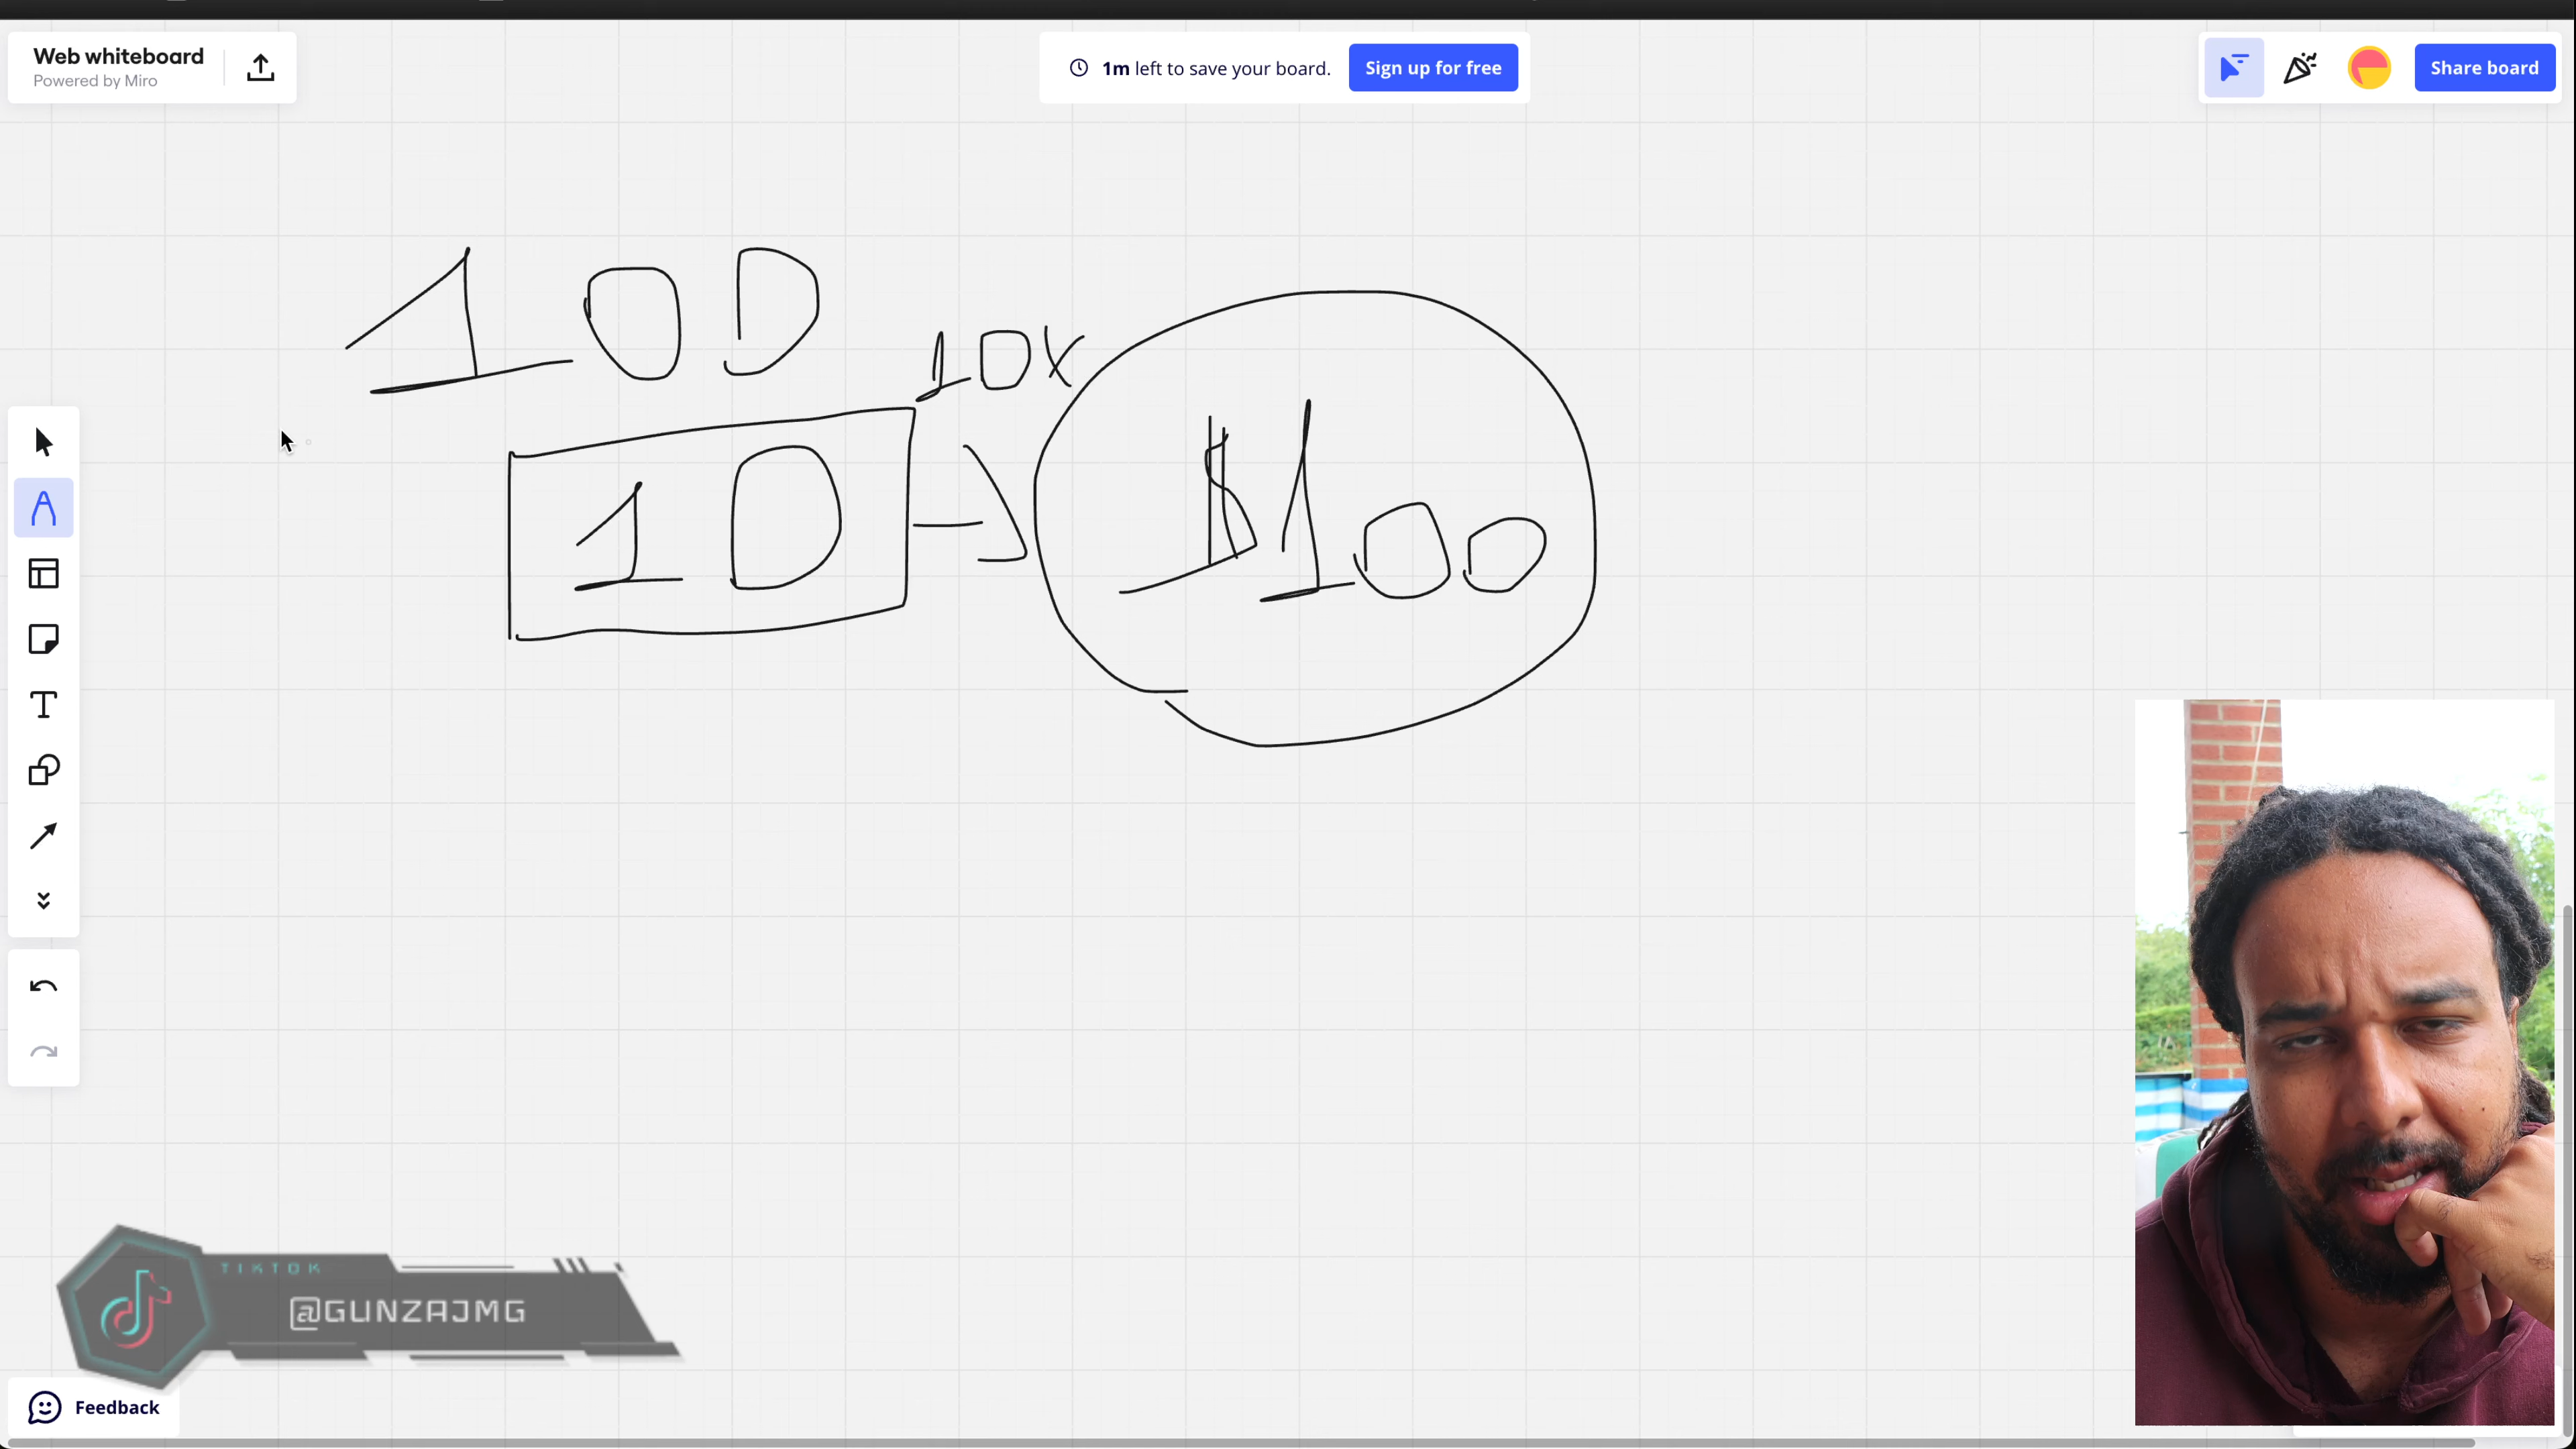 Web whiteboard
Powered by Miro
1m left to save your board.
Sign up for free
Share board
100
10x
10
$100
TIKTOK
@GUNZAJMG
Feedback